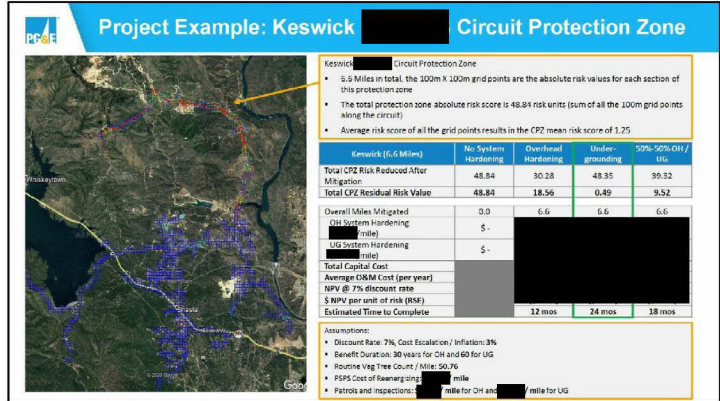 PG&E
Project Example: Keswick Circuit Protection Zone
Keswick Circuit Protection Zone
▪ 6.6 Miles in total, the 100m X 100m grid points are the absolute risk values for each section of
this protection zone
▪ The total protection zone absolute risk score is 48.84 risk units (sum of all the 100m grid points
along the circuit)
▪ Average risk score of all the grid points results in the CPZ mean risk score of 1.25
Keswick (6.6 Miles) No System Hardening Overhead Hardening Under-grounding 50%-50% OH / UG
Total CPZ Risk Reduced After Mitigation 48.84 30.28 48.35 39.32
Total CPZ Residual Risk Value 48.84 18.56 0.49 9.52
Overall Miles Mitigated 0.0 6.6 6.6 6.6
OH System Hardening /mile) $ -
UG System Hardening /mile) $ -
Total Capital Cost
Average O&M Cost (per year)
NPV @ 7% discount rate
$ NPV per unit of risk (RSE)
Estimated Time to Complete 12 mos 24 mos 18 mos
Assumptions:
▪ Discount Rate: 7%, Cost Escalation / Inflation: 3%
▪ Benefit Duration: 30 years for OH and 60 for UG
▪ Routine Veg Tree Count / Mile: 50.76
▪ PSPS Cost of Reenergizing: / mile
▪ Patrols and Inspections: / mile for OH and / mile for UG
Whiskeytown
Shasta
©2020 Google
Goog